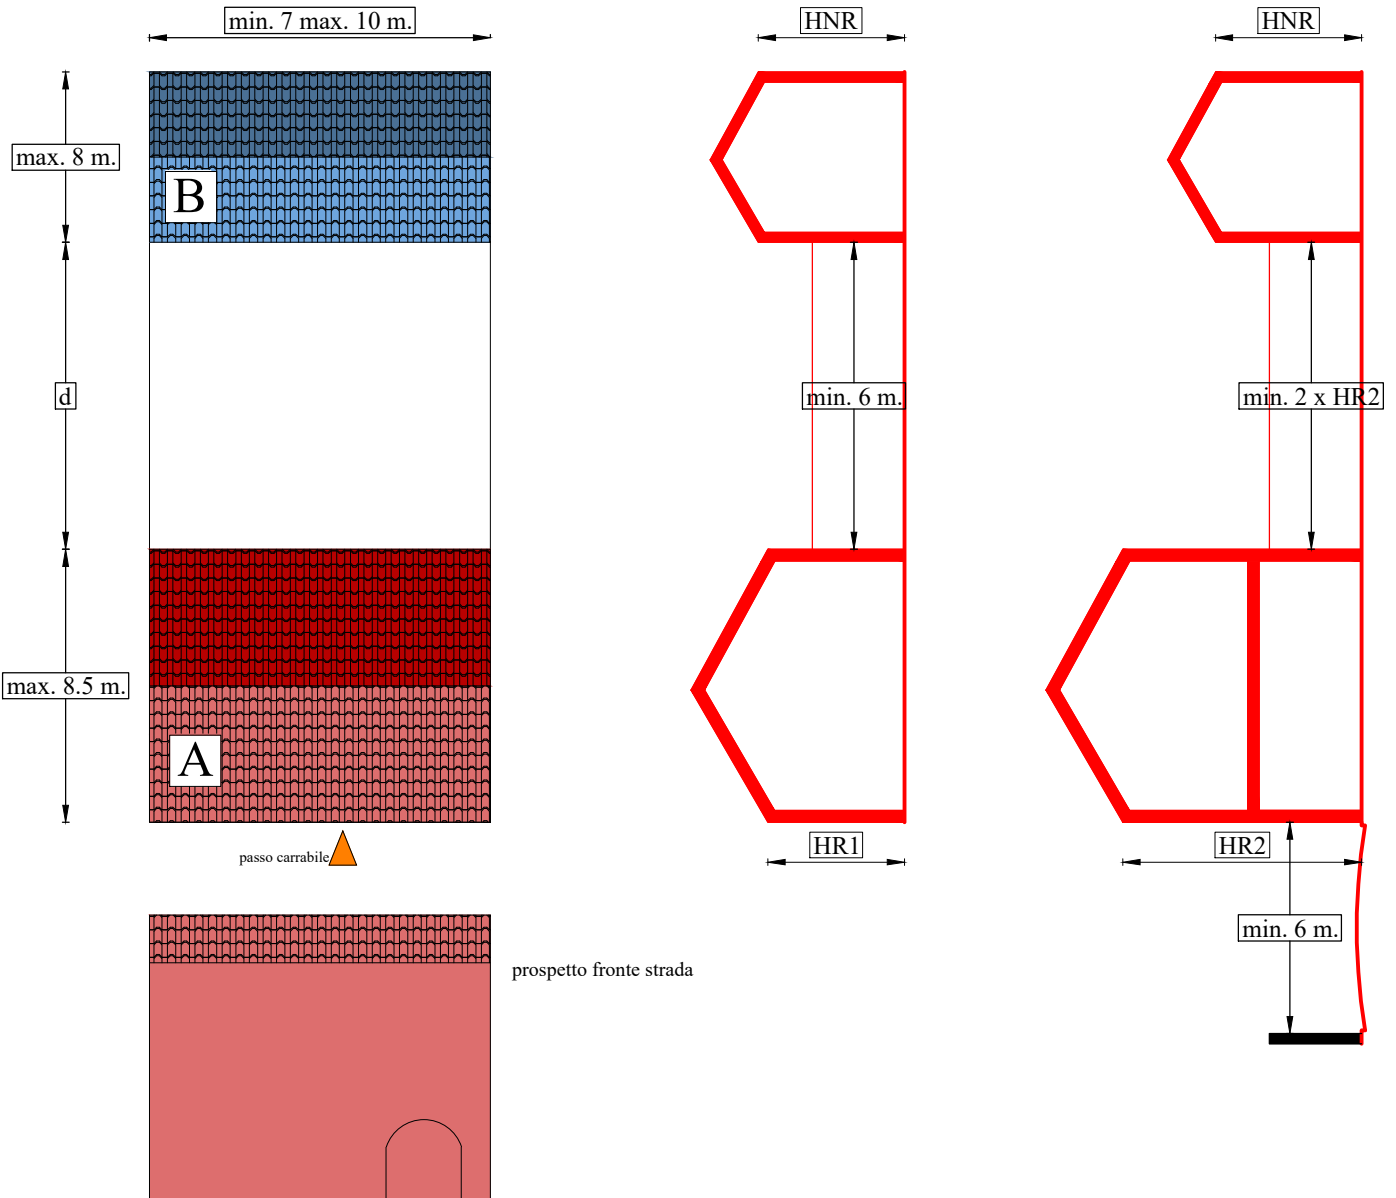 min. 7 max. 10 m.
HNR
HNR
max. 8 m.
B
d
min. 6 m.
min. 2 x HR2
max. 8.5 m.
A
passo carrabile
HR1
HR2
min. 6 m.
prospetto fronte strada